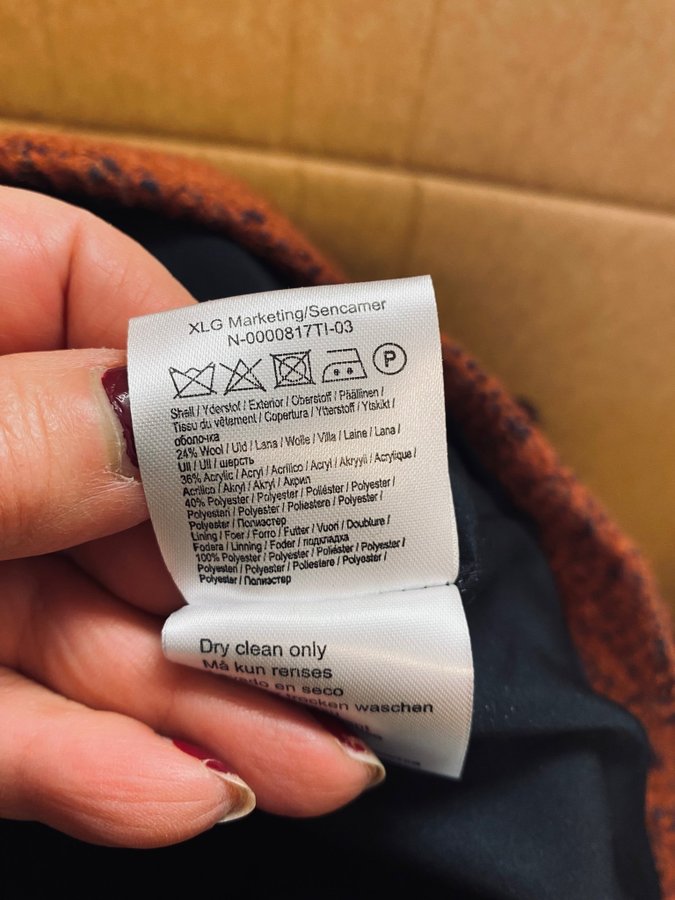 XLG Marketing/Sencamer
N-0000817TI-03
P
Shell / Yderstof / Exterior / Oberstoff / Päällinen /
Tissu du vêtement / Copertura / Ytterstoff / Ytskikt /
оболочка
24% Wool / Uld / Lana / Wolle / Villa / Laine / Lana /
Ull / Ull / шерсть
36% Acrylic / Acryl / Acrilico / Acryl / Akryyli / Acrylique /
Acrilico / Akryl / Akryl / Акрил
40% Polyester / Polyester / Poliéster / Polyester /
Polyesteri / Polyester / Poliestere / Polyester /
Polyester / Полиэстер
Lining / Foer / Forro / Futter / Vuori / Doublure /
Fodera / Linning / Foder / подкладка
100% Polyester / Polyester / Poliéster / Polyester /
Polyesteri / Polyester / Poliestere / Polyester /
Polyester / Полиэстер
Dry clean only
Må kun renses
en seco
trocken waschen